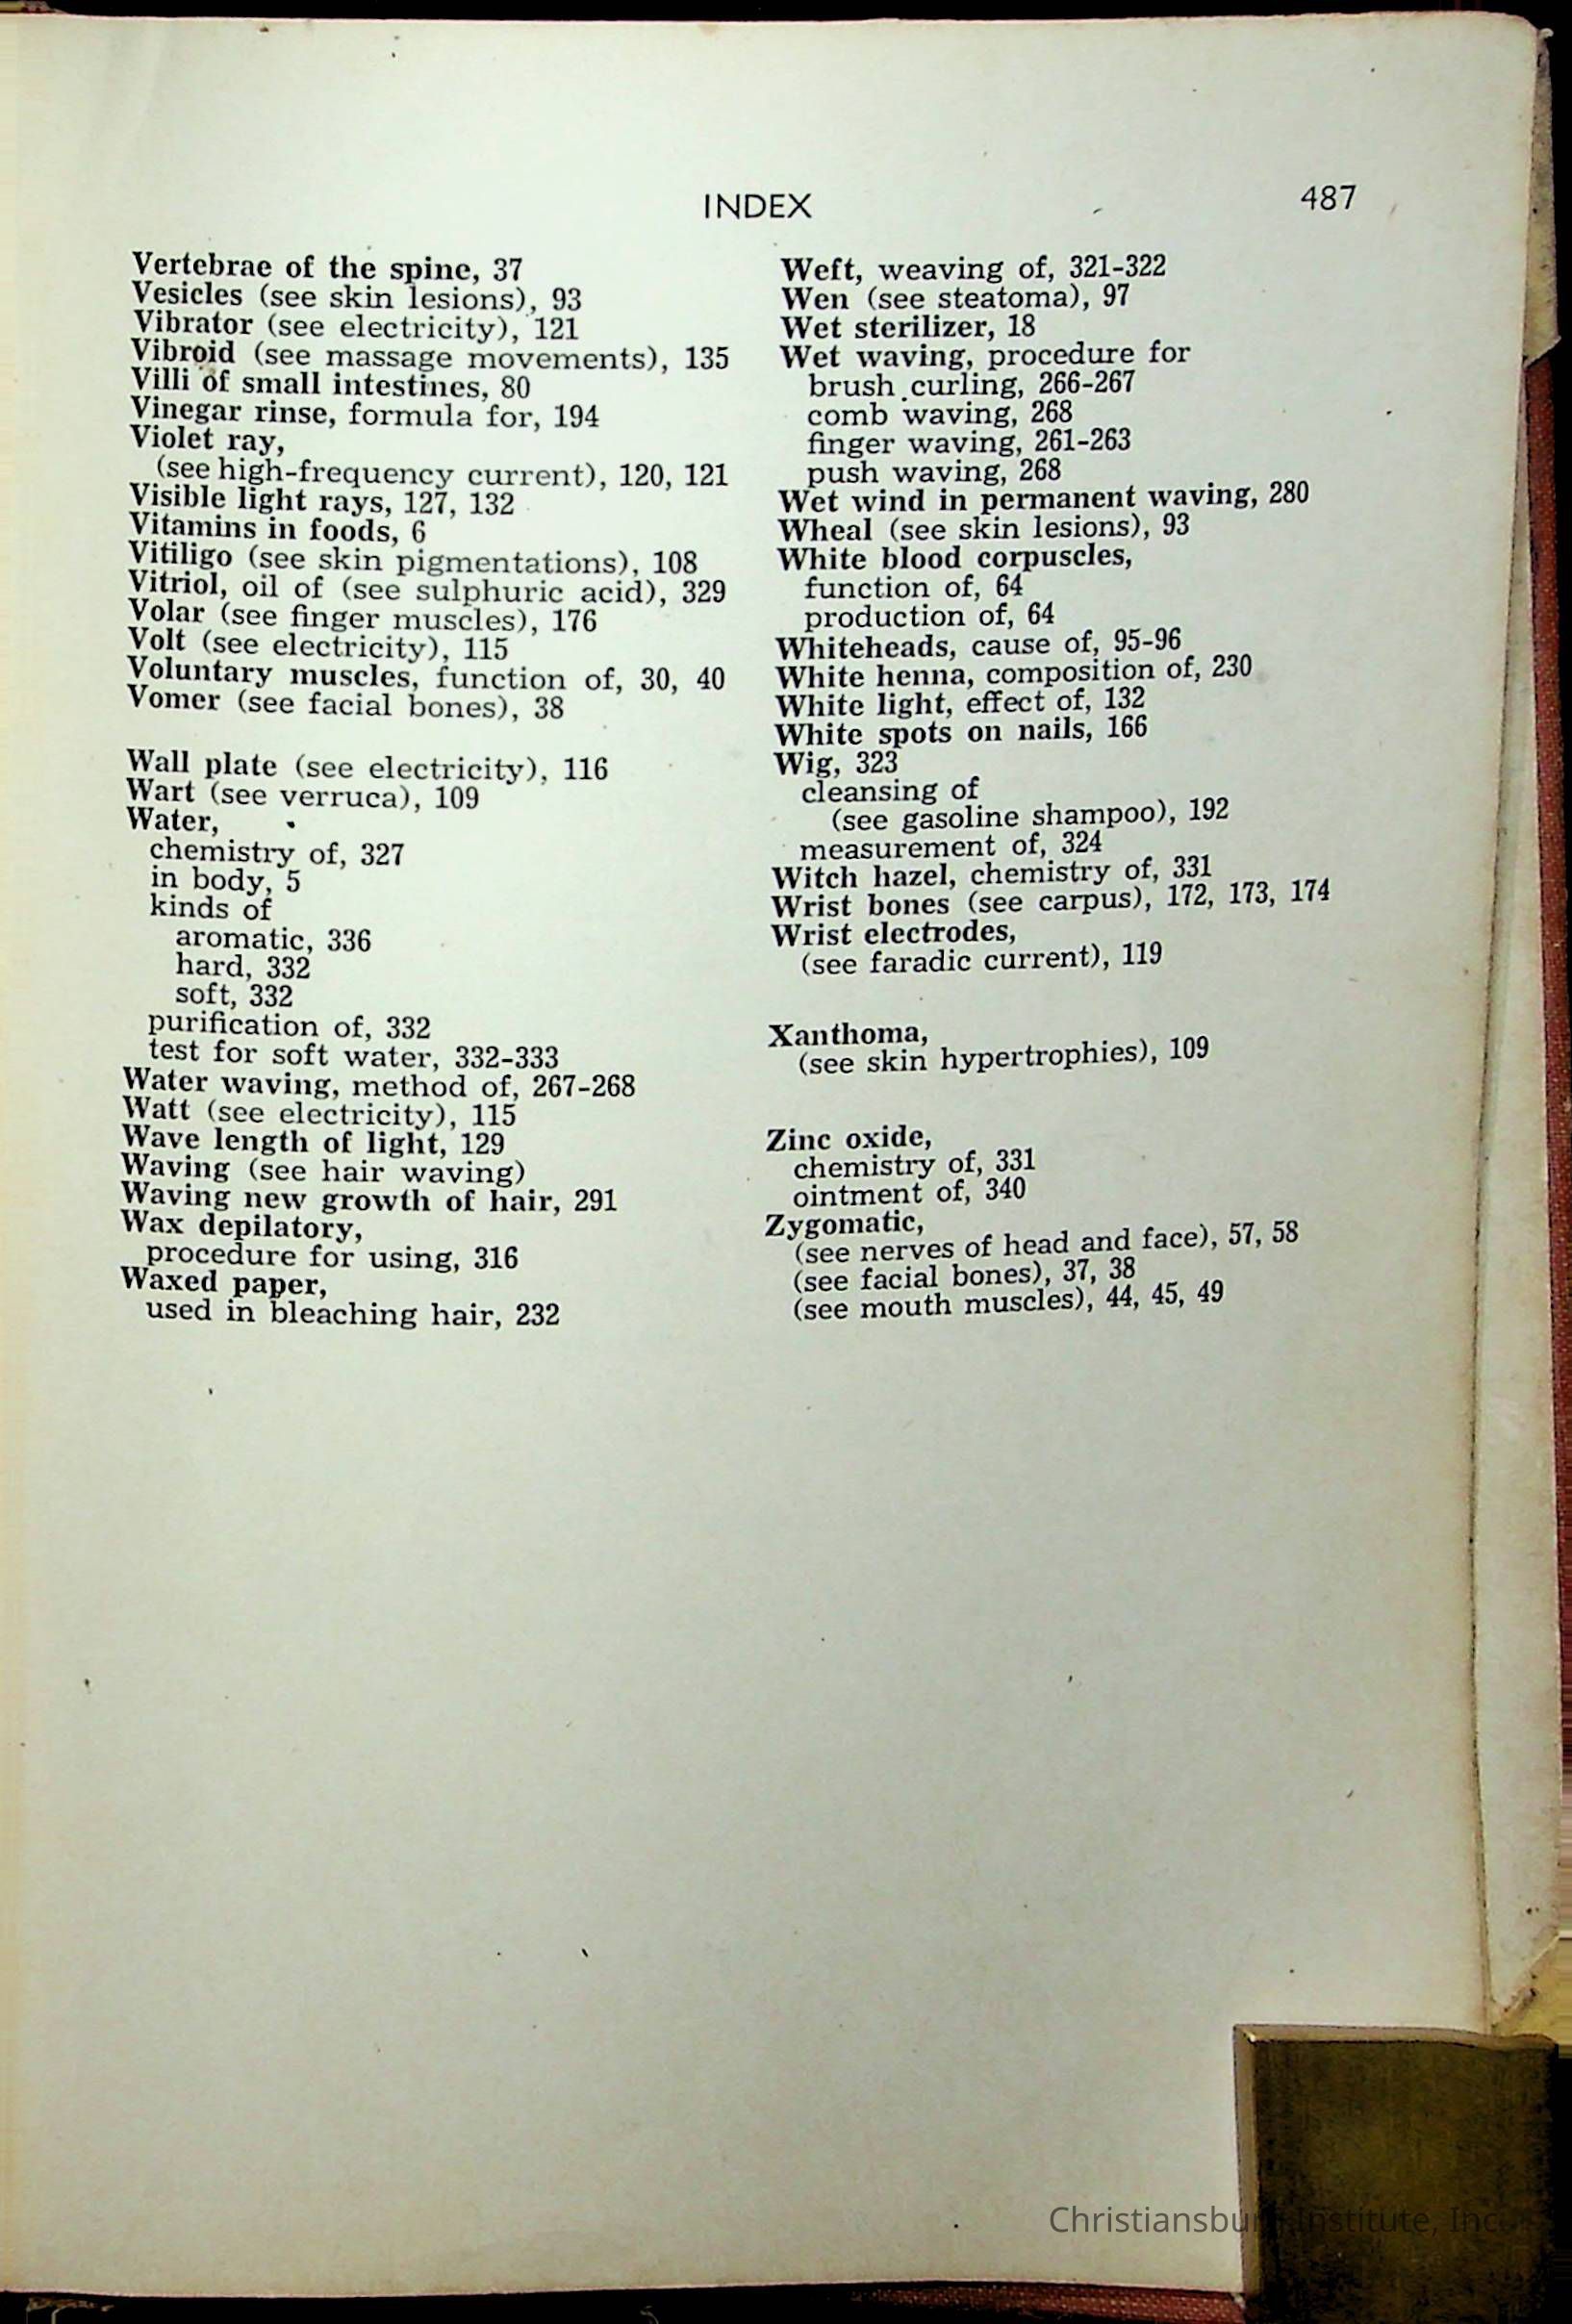 INDEX
487
Vertebrae of the spine, 37
Vesicles (see skin lesions), 93
Vibrator (see electricity), 121
Vibroid (see massage movements), 135
Villi of small intestines, 80
Vinegar rinse, formula for, 194
Violet ray,
(see high-frequency current), 120, 121
Visible light rays, 127, 132
Vitamins in foods, 6
Vitiligo (see skin pigmentations), 108
Vitriol, oil of (see sulphuric acid), 329
Volar (see finger muscles), 176
Volt (see electricity), 115
Voluntary muscles, function of, 30, 40
Vomer (see facial bones), 38
Wall plate (see electricity), 116
Wart (see verruca), 109
Water,
chemistry of, 327
in body, 5
kinds of
aromatic, 336
hard, 332
soft, 332
purification of, 332
test for soft water, 332-333
Water waving, method of, 267-268
Watt (see electricity), 115
Wave length of light, 129
Waving (see hair waving)
Waving new growth of hair, 291
Wax depilatory,
procedure for using, 316
Waxed paper,
used in bleaching hair, 232
Weft, weaving of, 321-322
Wen (see steatoma), 97
Wet sterilizer, 18
Wet waving, procedure for
brush curling, 266-267
comb waving, 268
finger waving, 261-263
push waving, 268
Wet wind in permanent waving, 280
Wheal (see skin lesions), 93
White blood corpuscles,
function of, 64
production of, 64
Whiteheads, cause of, 95-96
White henna, composition of, 230
White light, effect of, 132
White spots on nails, 166
Wig, 323
cleansing of
(see gasoline shampoo), 192
measurement of, 324
Witch hazel, chemistry of, 331
Wrist bones (see carpus), 172, 173, 174
Wrist electrodes,
(see faradic current), 119
Xanthoma,
(see skin hypertrophies), 109
Zinc oxide,
chemistry of, 331
ointment of, 340
Zygomatic,
(see nerves of head and face), 57, 58
(see facial bones), 37, 38
(see mouth muscles), 44, 45, 49
Christiansburg Institute, Inc.